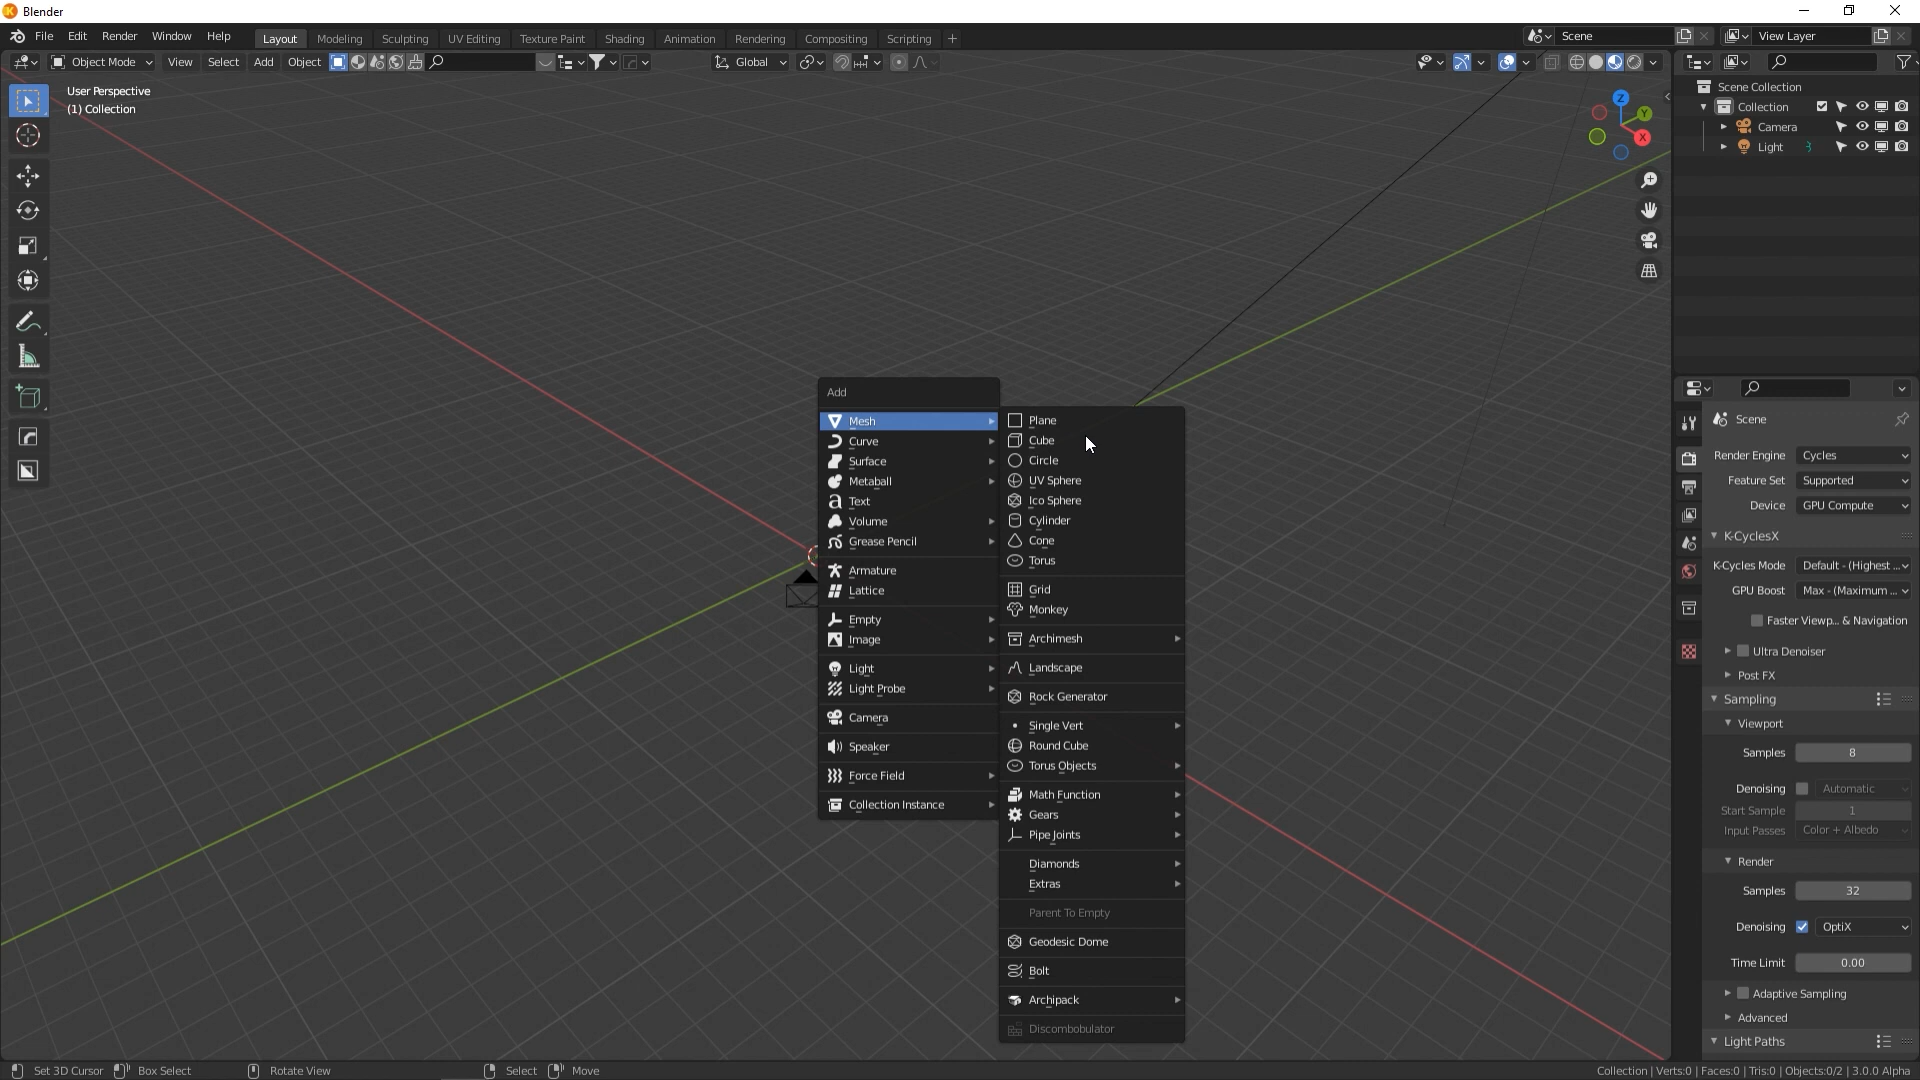 Blender
File Edit Render Window Help Layout Modeling Sculpting UV Editing Texture Paint Shading Animation Rendering Compositing Scripting Scene View Layer
Object Mode View Select Add Object Global
User Perspective
(1) Collection
Z
Y
X
Scene Collection
Collection
Camera
Light
Add
Mesh
Curve
Surface
Metaball
Text
Volume
Grease Pencil
Armature
Lattice
Empty
Image
Light
Light Probe
Camera
Speaker
Force Field
Collection Instance
Plane
Cube
Circle
UV Sphere
Ico Sphere
Cylinder
Cone
Torus
Grid
Monkey
Archimesh
Landscape
Rock Generator
Single Vert
Round Cube
Torus Objects
Math Function
Gears
Pipe Joints
Diamonds
Extras
Parent To Empty
Geodesic Dome
Bolt
Archipack
Discombobulator
Scene
Render Engine Cycles
Feature Set Supported
Device GPU Compute
K-CyclesX
K-Cycles Mode Default - (Highest ...
GPU Boost Max - (Maximum ...
Faster Viewp... & Navigation
Ultra Denoiser
Post FX
Sampling
Viewport
Samples 8
Denoising Automatic
Start Sample 1
Input Passes Color + Albedo
Render
Samples 32
Denoising OptiX
Time Limit 0.00
Adaptive Sampling
Advanced
Light Paths
Set 3D Cursor Box Select Rotate View Select Move Collection | Verts:0 | Faces:0 | Tris:0 | Objects:0/2 | 3.0.0 Alpha